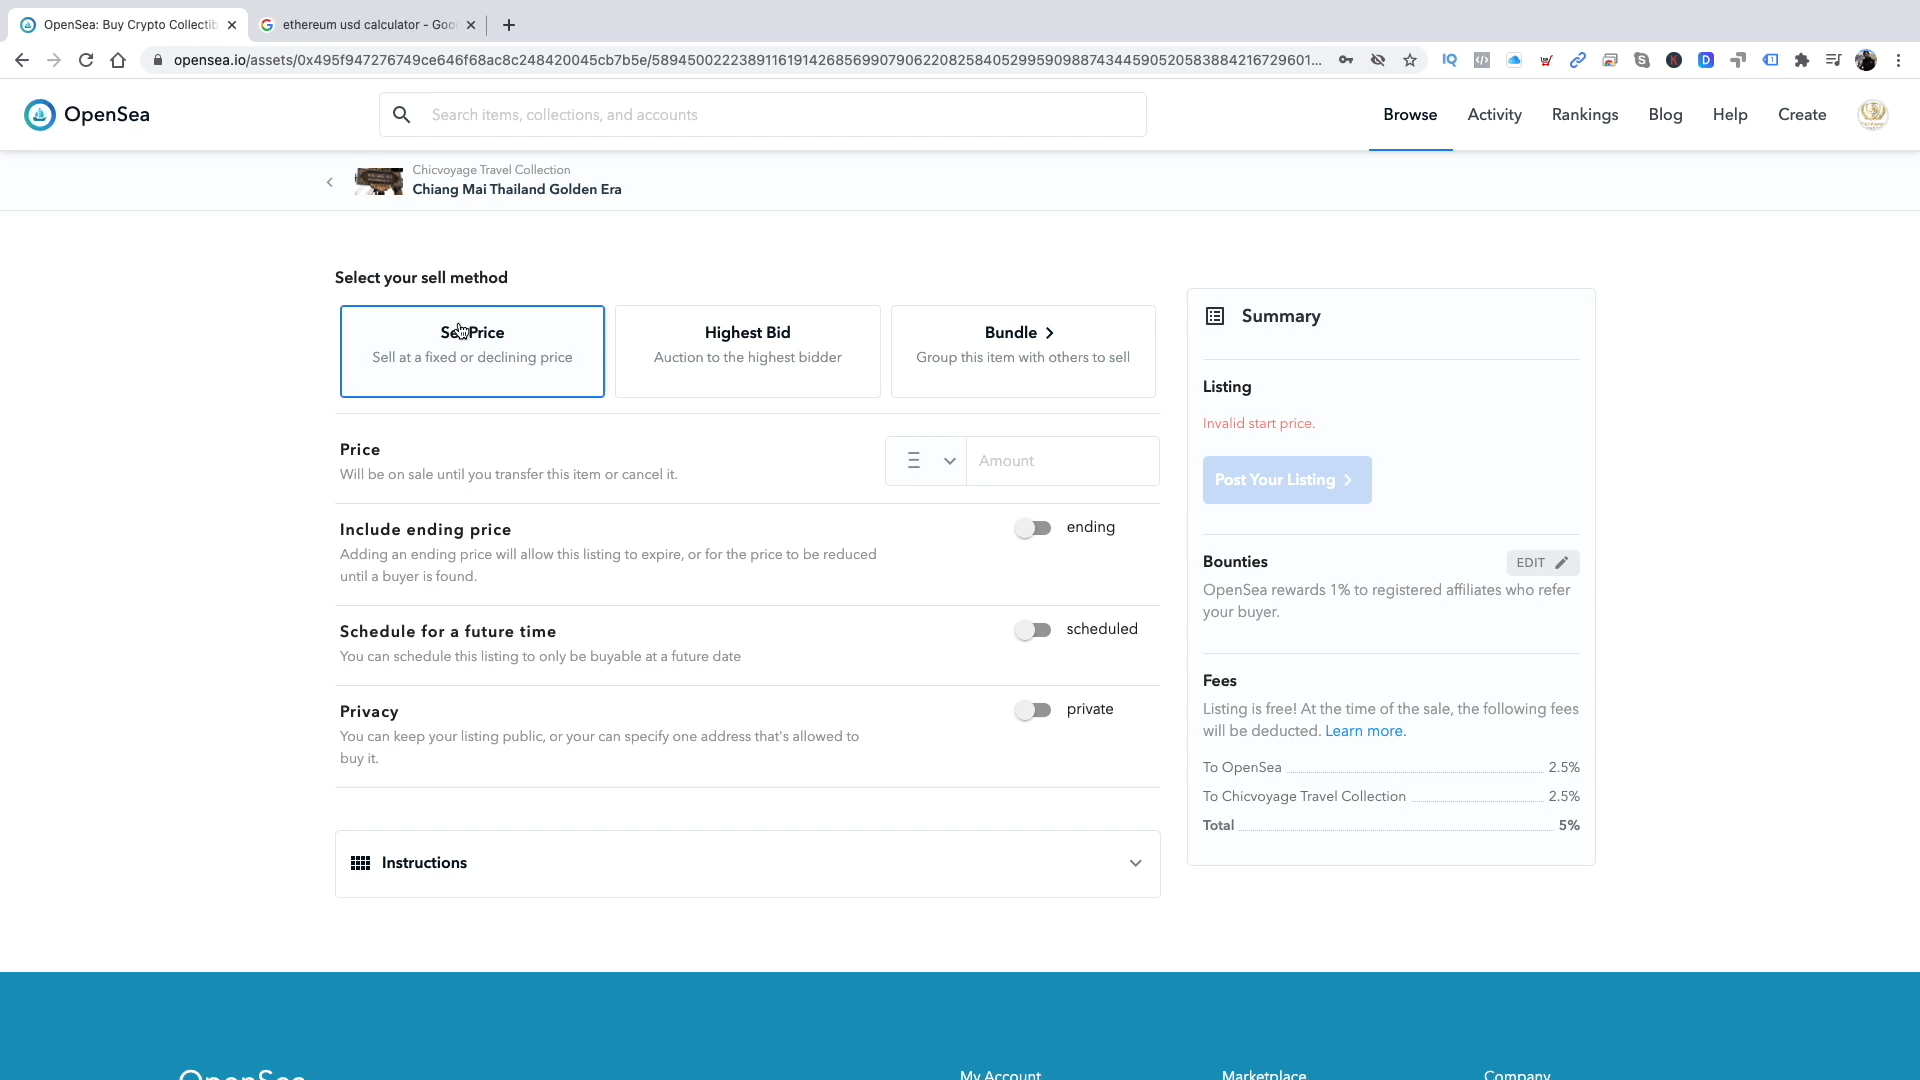 OpenSea: Buy Crypto Collectib
ethereum usd calculator - Goo
opensea.io/assets/0x495f947276749ce646f68ac8c248420045cb7b5e/58945002223891161914268569907906220825840529959098874344590520583884216729601...
OpenSea
Search items, collections, and accounts
Browse
Activity
Rankings
Blog
Help
Create
Chicvoyage Travel Collection
Chiang Mai Thailand Golden Era
Select your sell method
Set Price
Sell at a fixed or declining price
Highest Bid
Auction to the highest bidder
Bundle
Group this item with others to sell
Price
Will be on sale until you transfer this item or cancel it.
Amount
Include ending price
Adding an ending price will allow this listing to expire, or for the price to be reduced
until a buyer is found.
ending
Schedule for a future time
You can schedule this listing to only be buyable at a future date
scheduled
Privacy
You can keep your listing public, or your can specify one address that's allowed to
buy it.
private
Instructions
Summary
Listing
Invalid start price.
Post Your Listing
Bounties
EDIT
OpenSea rewards 1% to registered affiliates who refer
your buyer.
Fees
Listing is free! At the time of the sale, the following fees
will be deducted. Learn more.
To OpenSea 2.5%
To Chicvoyage Travel Collection 2.5%
Total 5%
OpenSea
My Account
Marketplace
Company